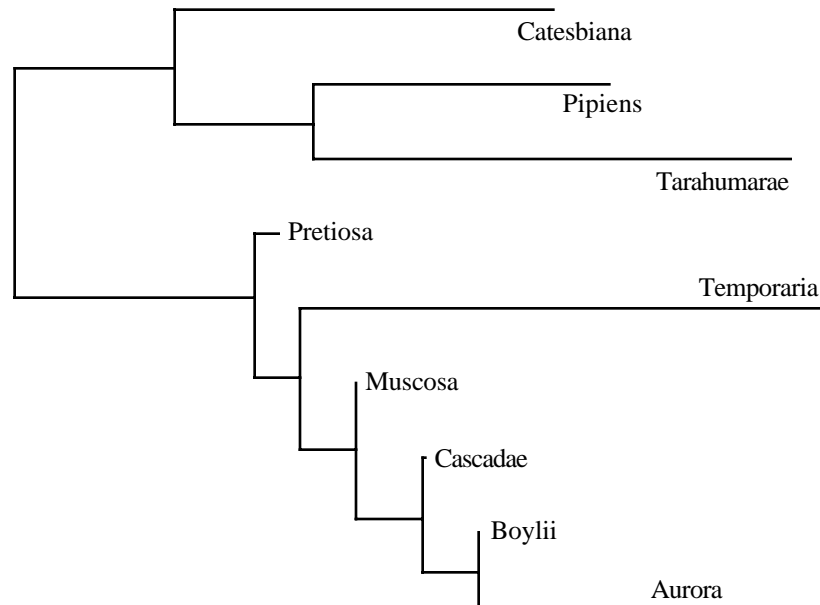 Catesbiana
Pipiens
Tarahumarae
Pretiosa
Temporaria
Muscosa
Cascadae
Boylii
Aurora